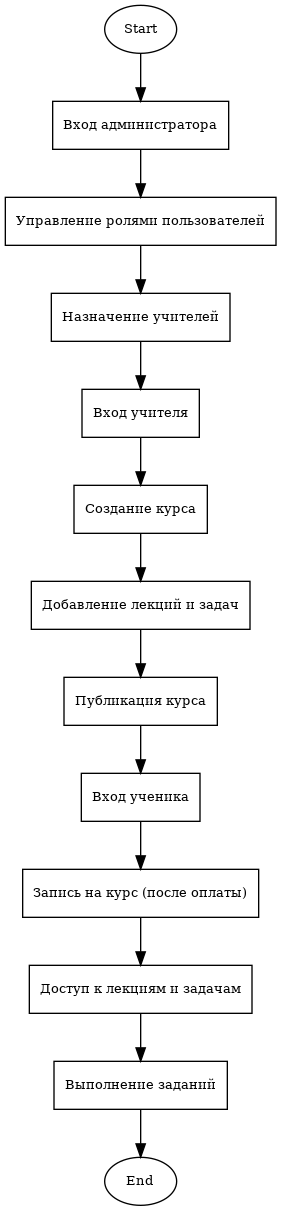 Start
Вход администратора
Управление ролями пользователей
Назначение учителей
Вход учителя
Создание курса
Добавление лекций и задач
Публикация курса
Вход ученика
Запись на курс (после оплаты)
Доступ к лекциям и задачам
Выполнение заданий
End